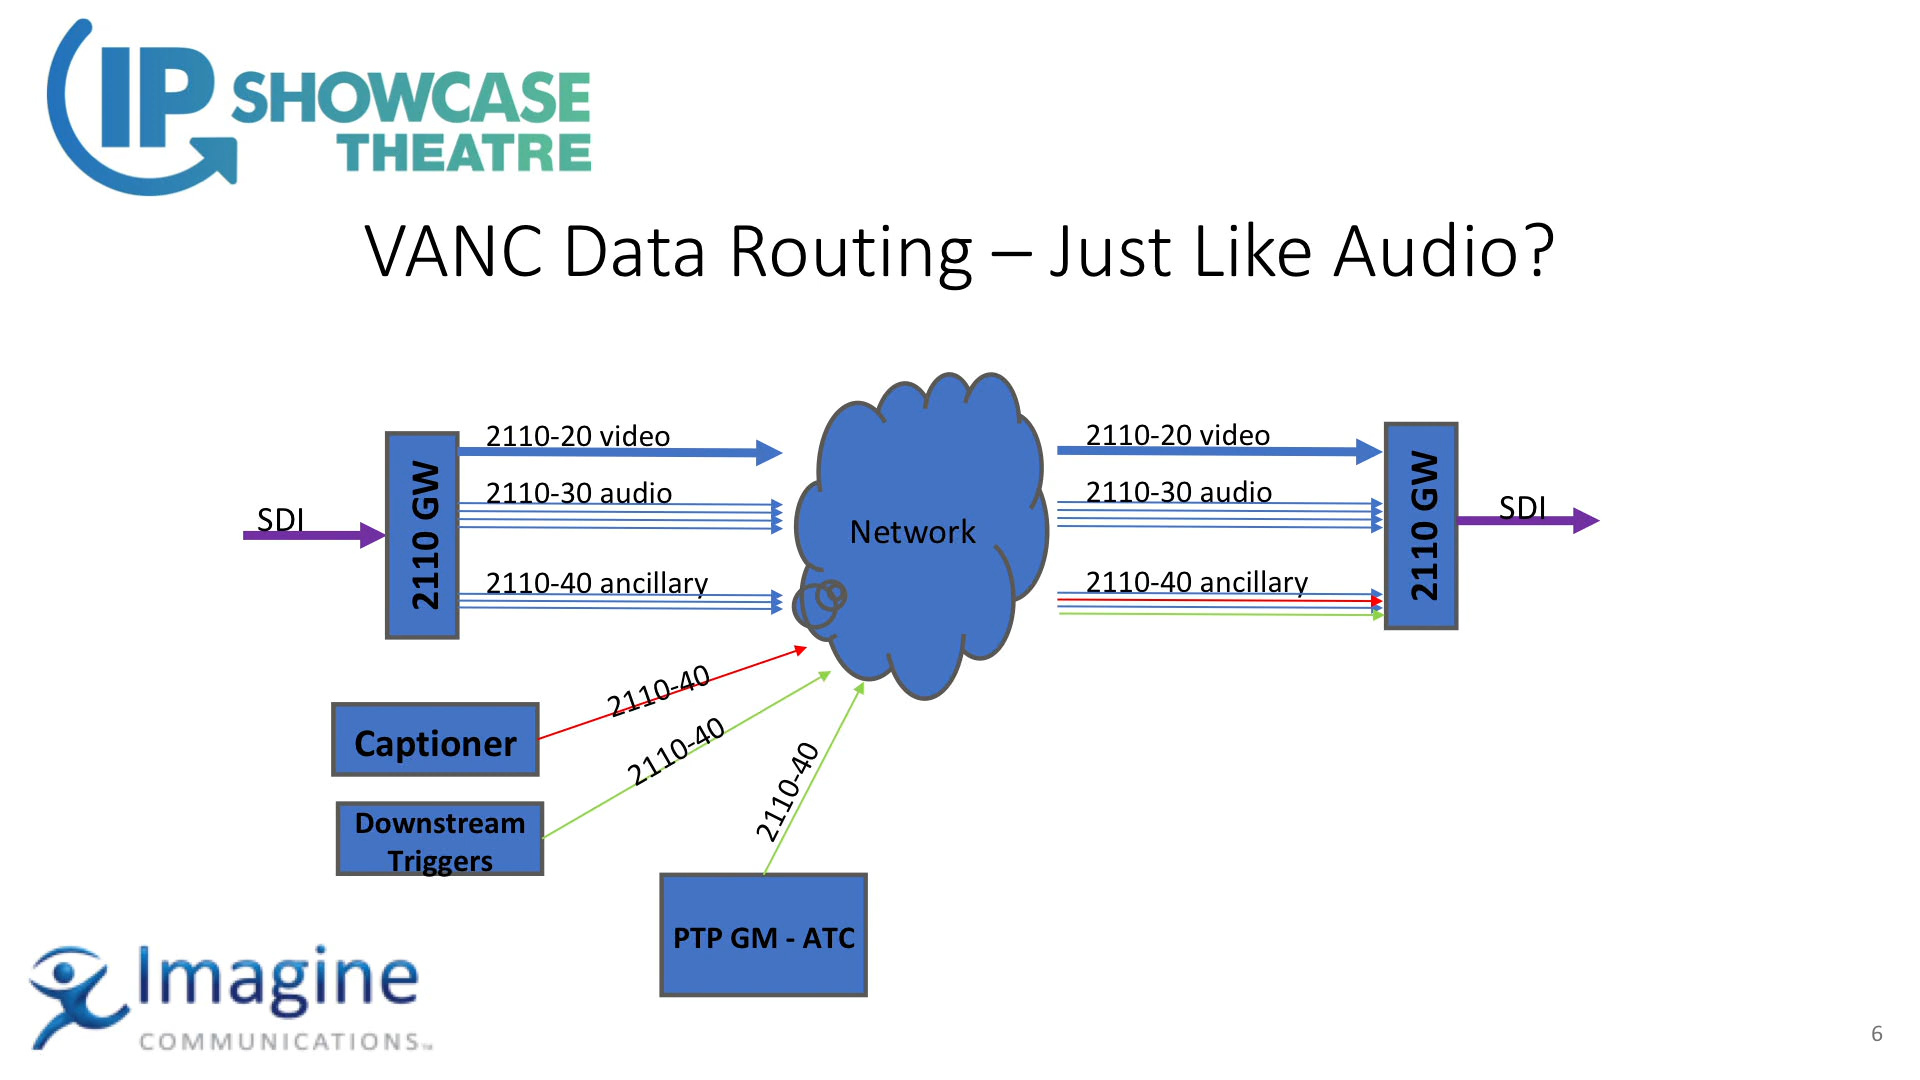 IP SHOWCASE
THEATRE
VANC Data Routing – Just Like Audio?
SDI
2110 GW
2110-20 video
2110-30 audio
2110-40 ancillary
Network
2110-20 video
2110-30 audio
2110-40 ancillary
2110 GW
SDI
2110-40
2110-40
2110-40
Captioner
Downstream
Triggers
PTP GM - ATC
Imagine
COMMUNICATIONS
6